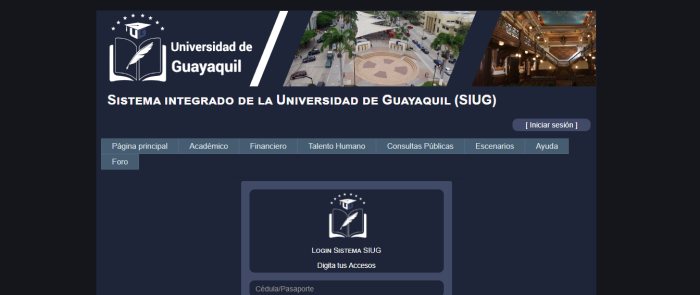 Universidad de
Guayaquil
SISTEMA INTEGRADO DE LA UNIVERSIDAD DE GUAYAQUIL (SIUG)
[ Iniciar sesión ]
Página principal Académico Financiero Talento Humano Consultas Públicas Escenarios Ayuda
Foro
LOGIN SISTEMA SIUG
Digita tus Accesos
Cédula/Pasaporte